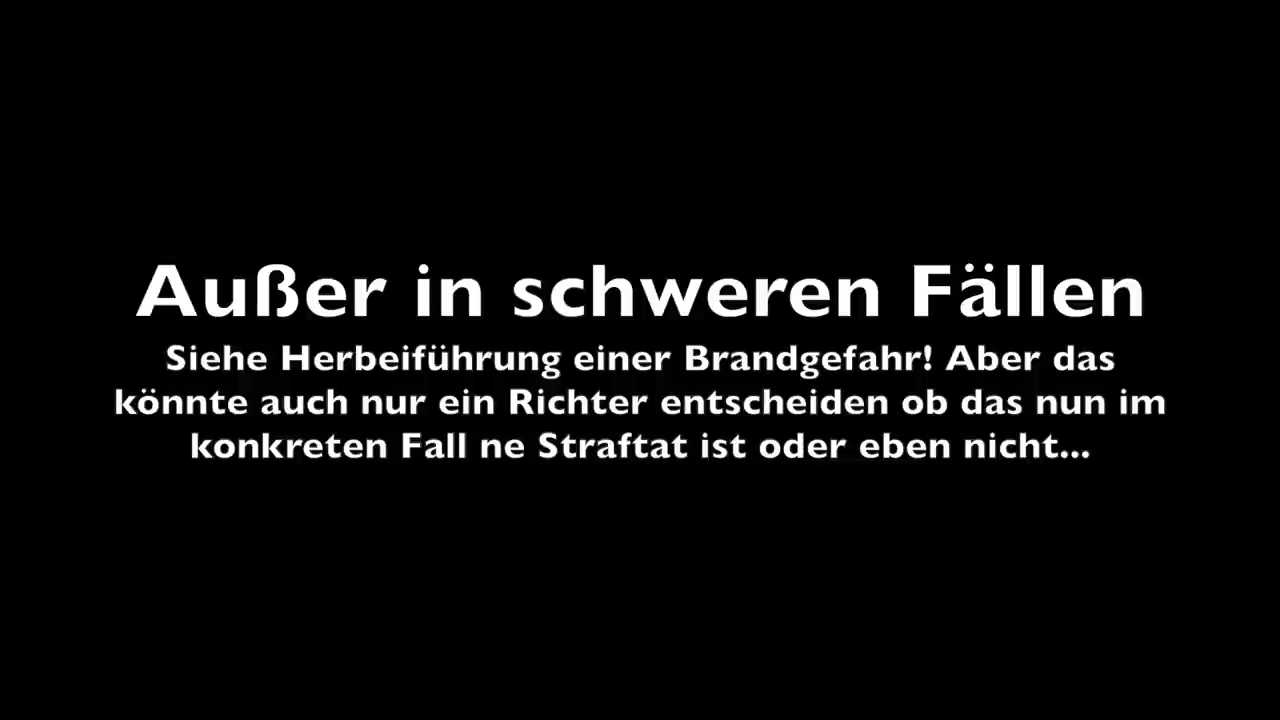 Außer in schweren Fällen
Siehe Herbeiführung einer Brandgefahr! Aber das
könnte auch nur ein Richter entscheiden ob das nun im
konkreten Fall ne Straftat ist oder eben nicht...